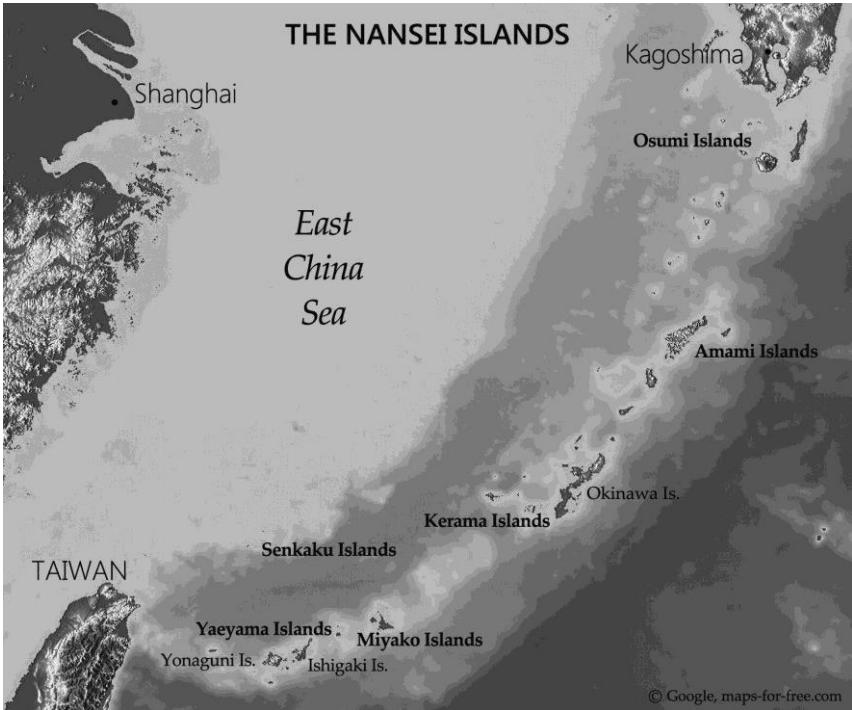 THE NANSEI ISLANDS
Kagoshima
Shanghai
Osumi Islands
East
China
Sea
Amami Islands
Okinawa Is.
Kerama Islands
Senkaku Islands
TAIWAN
Yaeyama Islands
Miyako Islands
Yonaguni Is.
Ishigaki Is.
© Google, maps-for-free.com